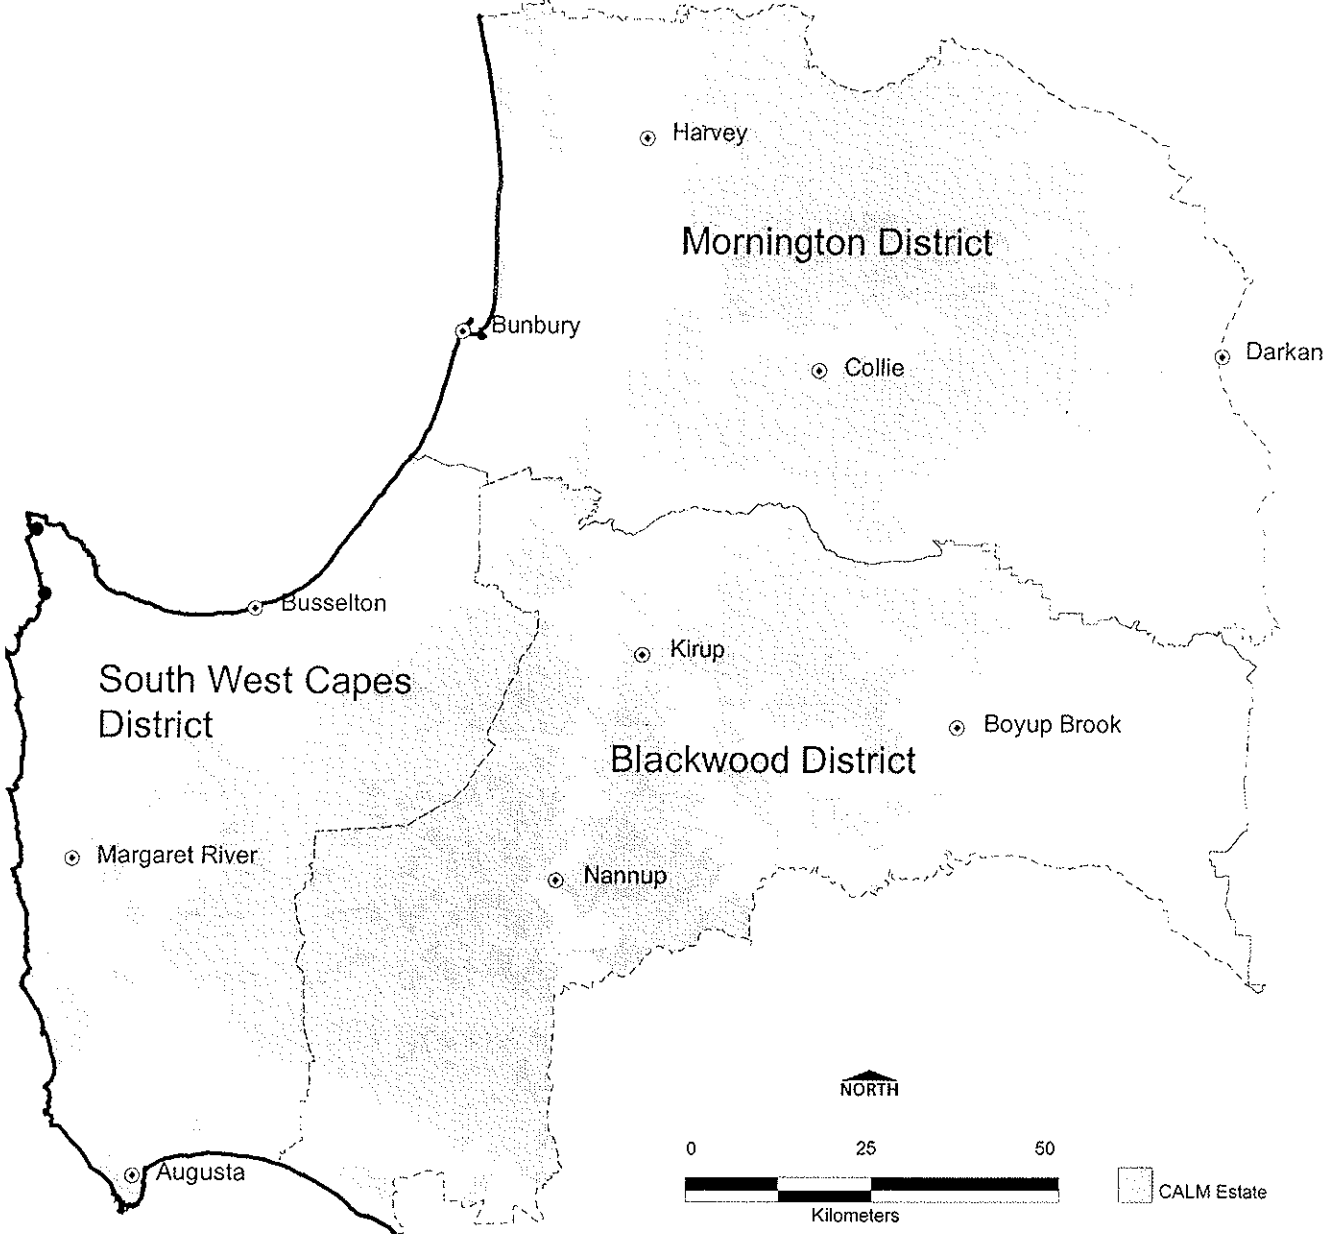 Harvey
Mornington District
Bunbury
Darkan
Collie
Busselton
Kirup
South West Capes
District
Boyup Brook
Blackwood District
Margaret River
Nannup
NORTH
0 25 50
Augusta
CALM Estate
Kilometers